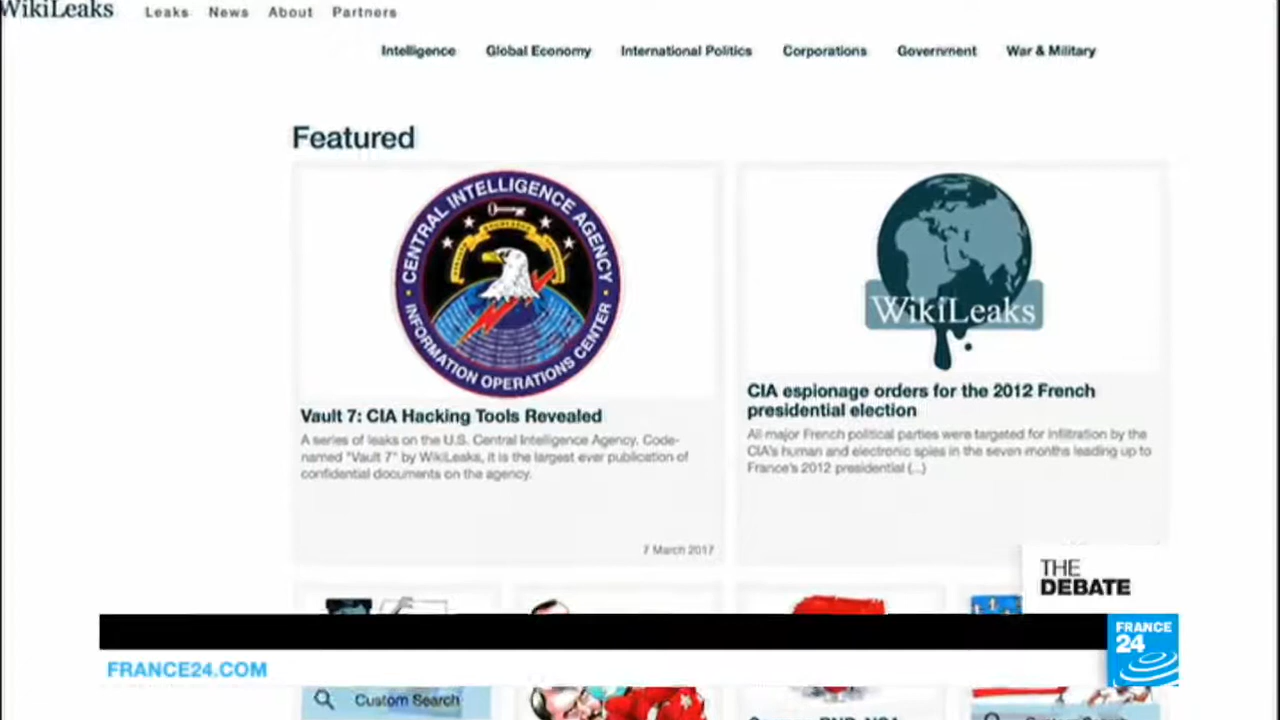 WikiLeaks
Leaks News About Partners
Intelligence Global Economy International Politics Corporations Government War & Military
Featured
CENTRAL INTELLIGENCE AGENCY
INFORMATION OPERATIONS CENTER
WikiLeaks
Vault 7: CIA Hacking Tools Revealed
A series of leaks on the U.S. Central Intelligence Agency. Code-
named "Vault 7" by WikiLeaks, it is the largest ever publication of
confidential documents on the agency.
7 March 2017
CIA espionage orders for the 2012 French
presidential election
All major French political parties were targeted for infiltration by the
CIA's human and electronic spies in the seven months leading up to
France's 2012 presidential (...)
THE
DEBATE
FRANCE
24
FRANCE24.COM
Custom Search